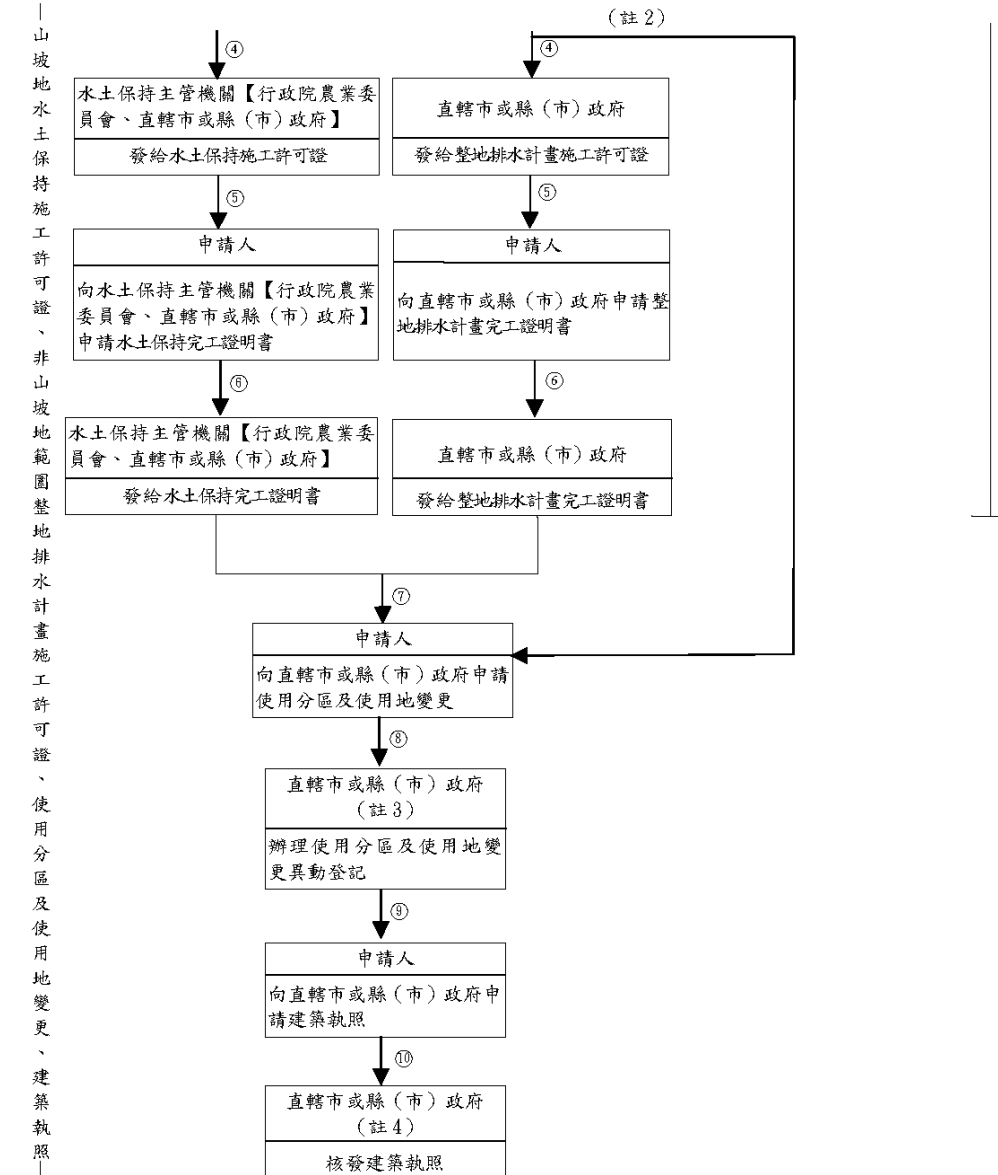 ｜山坡地水土保持施工許可證、非山坡地範圍整地排水計畫施工許可證、使用分區及使用地變更、建築執照｜
（註2）
④
④
水土保持主管機關【行政院農業委
員會、直轄市或縣（市）政府】
發給水土保持施工許可證
直轄市或縣（市）政府
發給整地排水計畫施工許可證
⑤
⑤
申請人
向水土保持主管機關【行政院農業
委員會、直轄市或縣（市）政府】
申請水土保持完工證明書
申請人
向直轄市或縣（市）政府申請整
地排水計畫完工證明書
⑥
⑥
水土保持主管機關【行政院農業委
員會、直轄市或縣（市）政府】
發給水土保持完工證明書
直轄市或縣（市）政府
發給整地排水計畫完工證明書
⑦
申請人
向直轄市或縣（市）政府申請
使用分區及使用地變更
⑧
直轄市或縣（市）政府
（註3）
辦理使用分區及使用地變
更異動登記
⑨
申請人
向直轄市或縣（市）政府申
請建築執照
⑩
直轄市或縣（市）政府
（註4）
核發建築執照